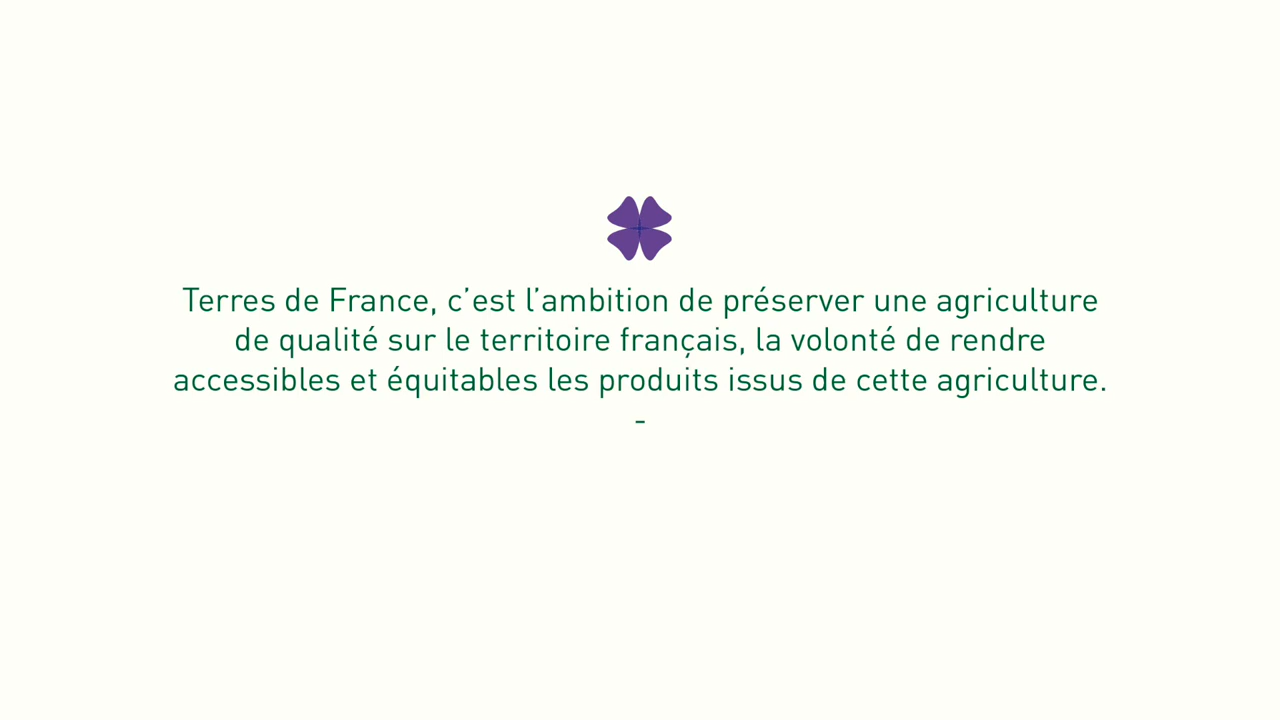 Terres de France, c’est l’ambition de préserver une agriculture
de qualité sur le territoire français, la volonté de rendre
accessibles et équitables les produits issus de cette agriculture.
-